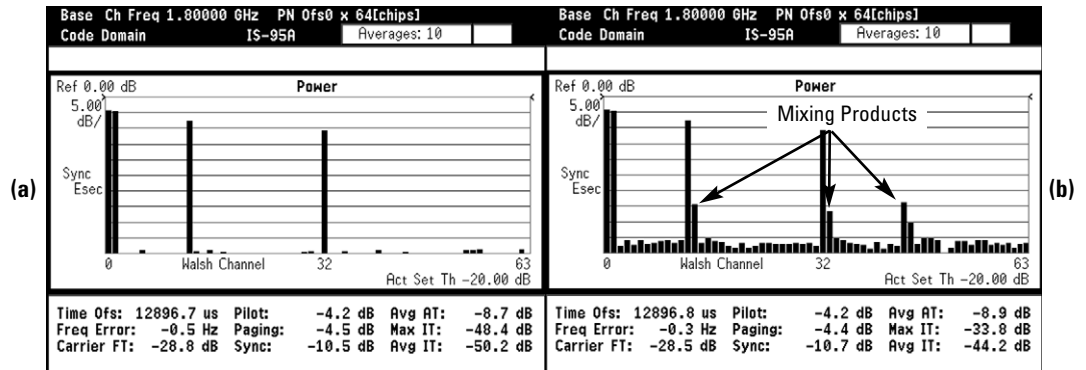 (a)
Base Ch Freq 1.80000 GHz PN Ofs0 x 64[chips]
Code Domain IS-95A Averages: 10
Ref 0.00 dB Power
5.00
dB/
Sync
Esec
0 Walsh Channel 32 63
Act Set Th -20.00 dB
Time Ofs: 12896.7 us Pilot: -4.2 dB Avg AT: -8.7 dB
Freq Error: -0.5 Hz Paging: -4.5 dB Max IT: -48.4 dB
Carrier FT: -28.8 dB Sync: -10.5 dB Avg IT: -50.2 dB
Base Ch Freq 1.80000 GHz PN Ofs0 x 64[chips]
Code Domain IS-95A Averages: 10
Ref 0.00 dB Power
5.00
dB/
Mixing Products
Sync
Esec
0 Walsh Channel 32 63
Act Set Th -20.00 dB
Time Ofs: 12896.8 us Pilot: -4.2 dB Avg AT: -8.9 dB
Freq Error: -0.3 Hz Paging: -4.4 dB Max IT: -33.8 dB
Carrier FT: -28.5 dB Sync: -10.7 dB Avg IT: -44.2 dB
(b)